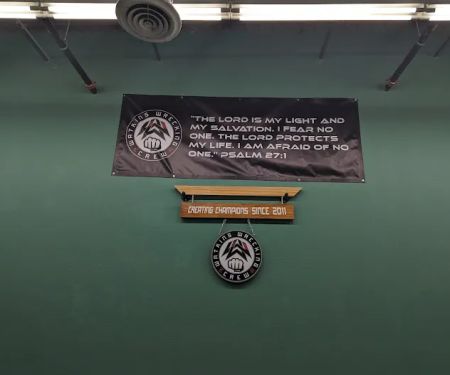 WATKINS WRECKING
CREW
"THE LORD IS MY LIGHT AND
MY SALVATION. I FEAR NO
ONE. THE LORD PROTECTS
MY LIFE. I AM AFRAID OF NO
ONE." PSALM 27:1
CREATING CHAMPIONS SINCE 2011
WATKINS WRECKING
CREW